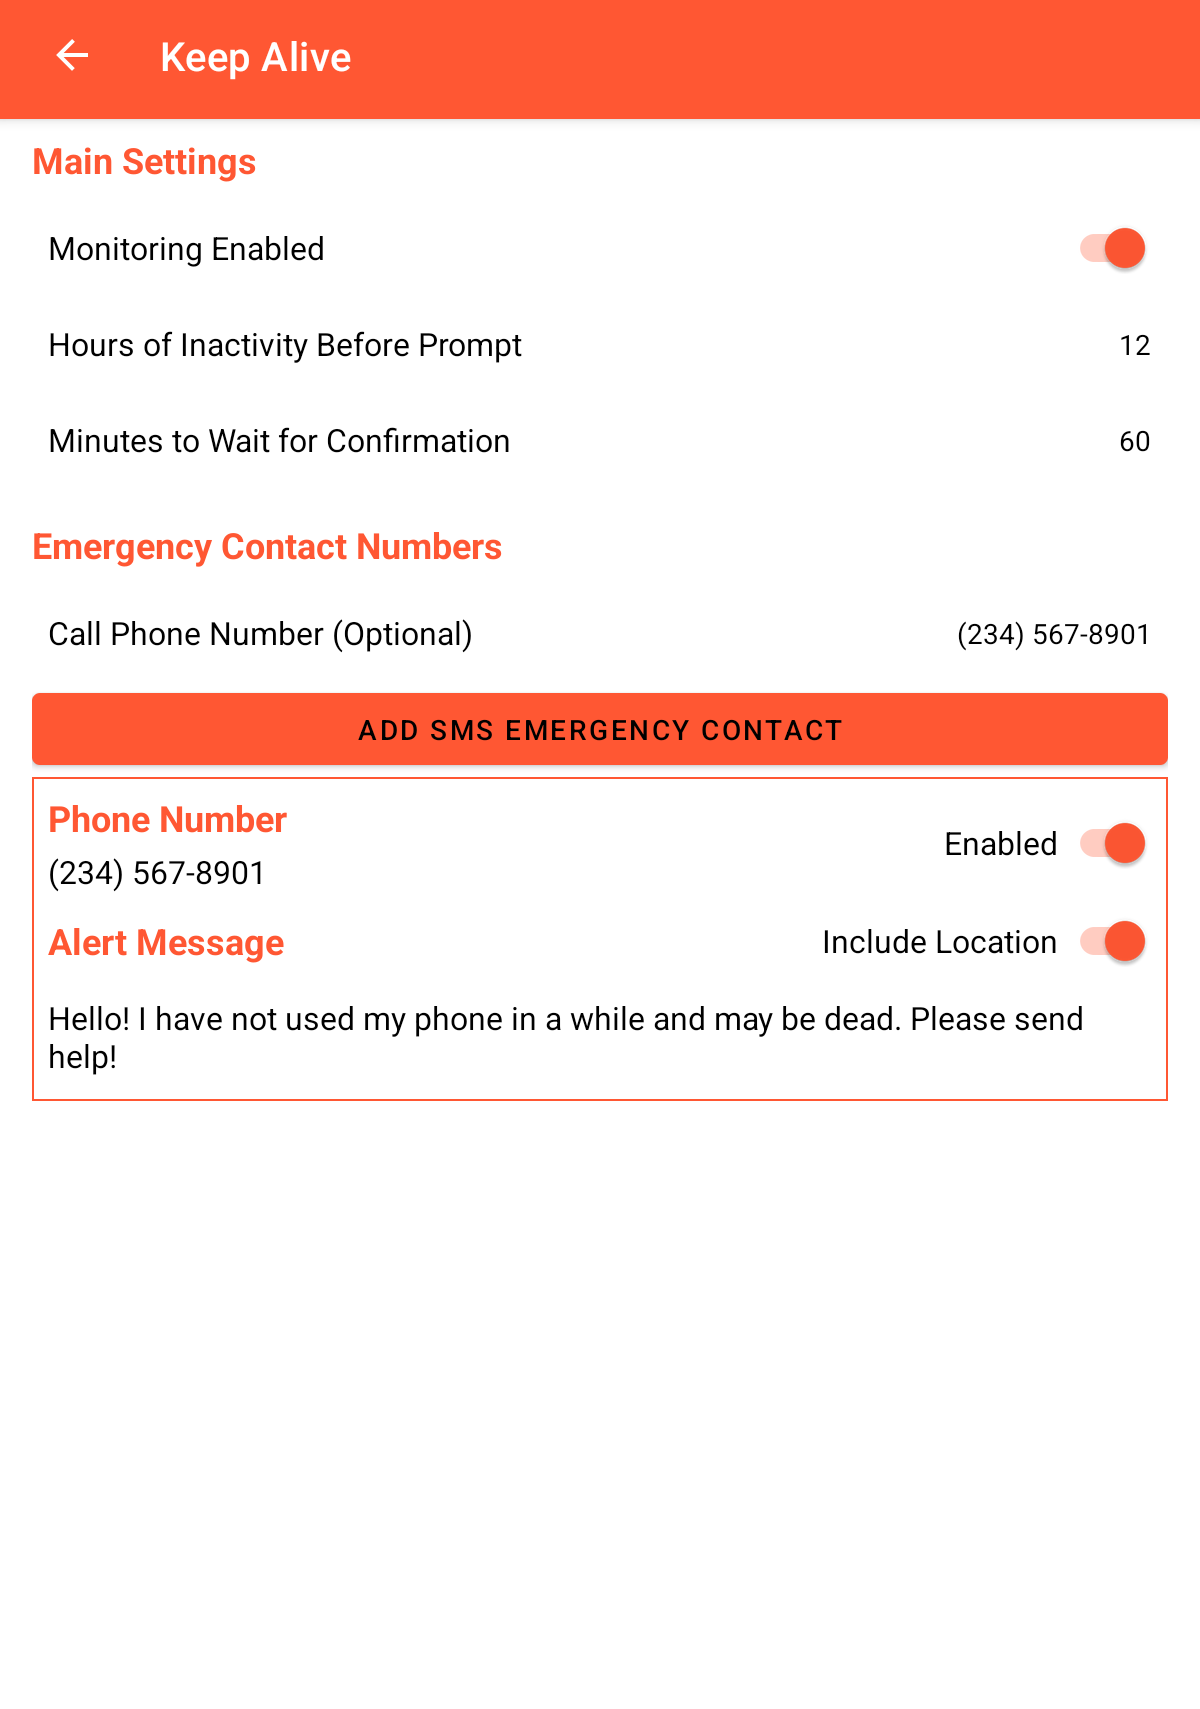 Keep Alive
Main Settings
Monitoring Enabled
Hours of Inactivity Before Prompt 12
Minutes to Wait for Confirmation 60
Emergency Contact Numbers
Call Phone Number (Optional) (234) 567-8901
ADD SMS EMERGENCY CONTACT
Phone Number
(234) 567-8901
Enabled
Alert Message
Include Location
Hello! I have not used my phone in a while and may be dead. Please send
help!